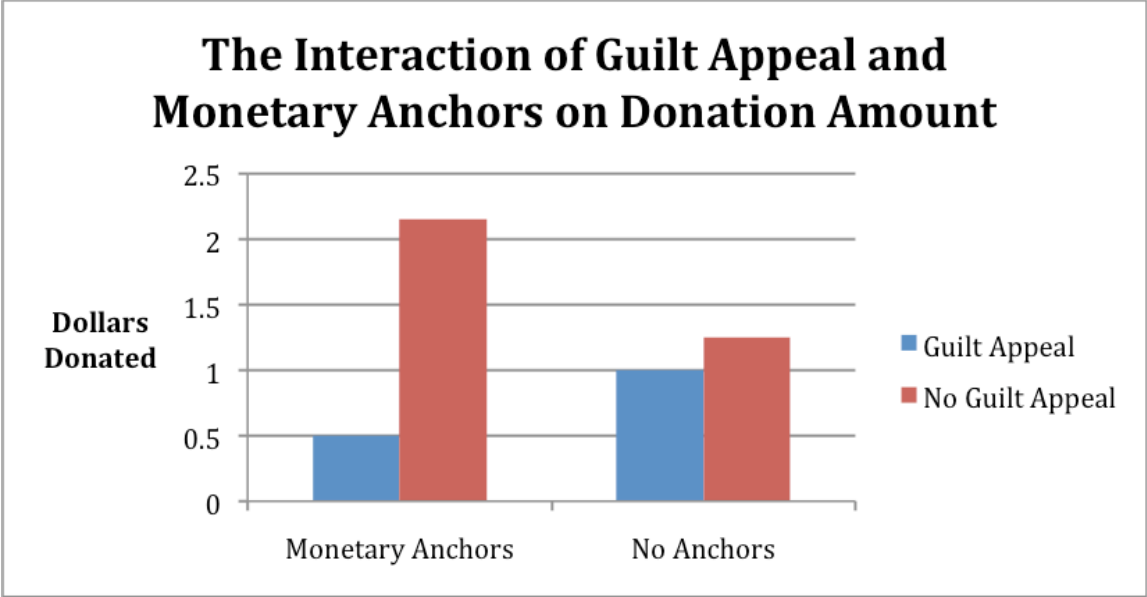 The Interaction of Guilt Appeal and
Monetary Anchors on Donation Amount
2.5
2
1.5
1
0.5
0
Dollars
Donated
Monetary Anchors
No Anchors
Guilt Appeal
No Guilt Appeal